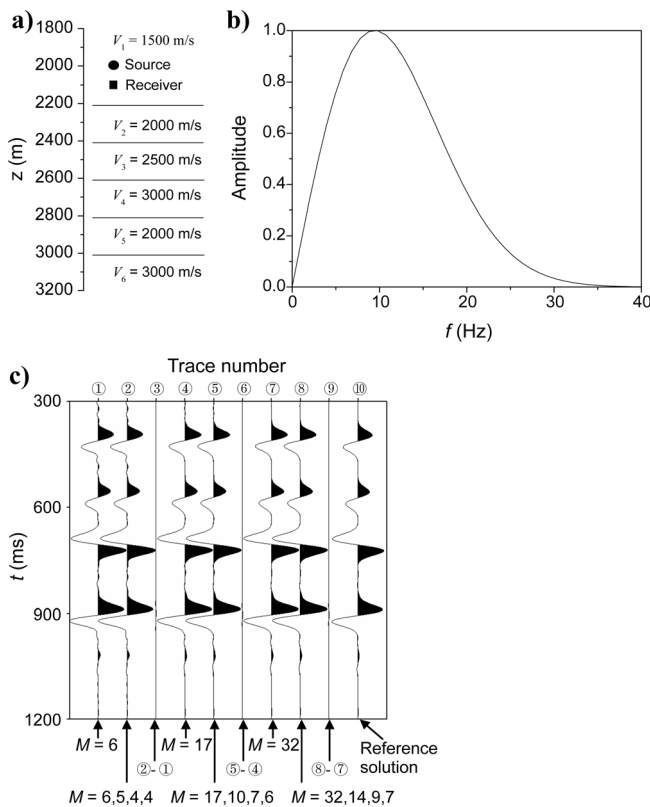 a)
1800
2000
2200
2400
2600
2800
3000
3200
z (m)
V₁ = 1500 m/s
Source
Receiver
V₂ = 2000 m/s
V₃ = 2500 m/s
V₄ = 3000 m/s
V₅ = 2000 m/s
V₆ = 3000 m/s
b)
1.0
0.8
0.6
0.4
0.2
0.0
Amplitude
0 10 20 30 40
f (Hz)
c)
Trace number
① ② ③ ④ ⑤ ⑥ ⑦ ⑧ ⑨ ⑩
300
600
900
1200
t (ms)
M = 6 M = 17 M = 32 Reference
solution
②-① ⑤-④ ⑧-⑦
M = 6,5,4,4 M = 17,10,7,6 M = 32,14,9,7